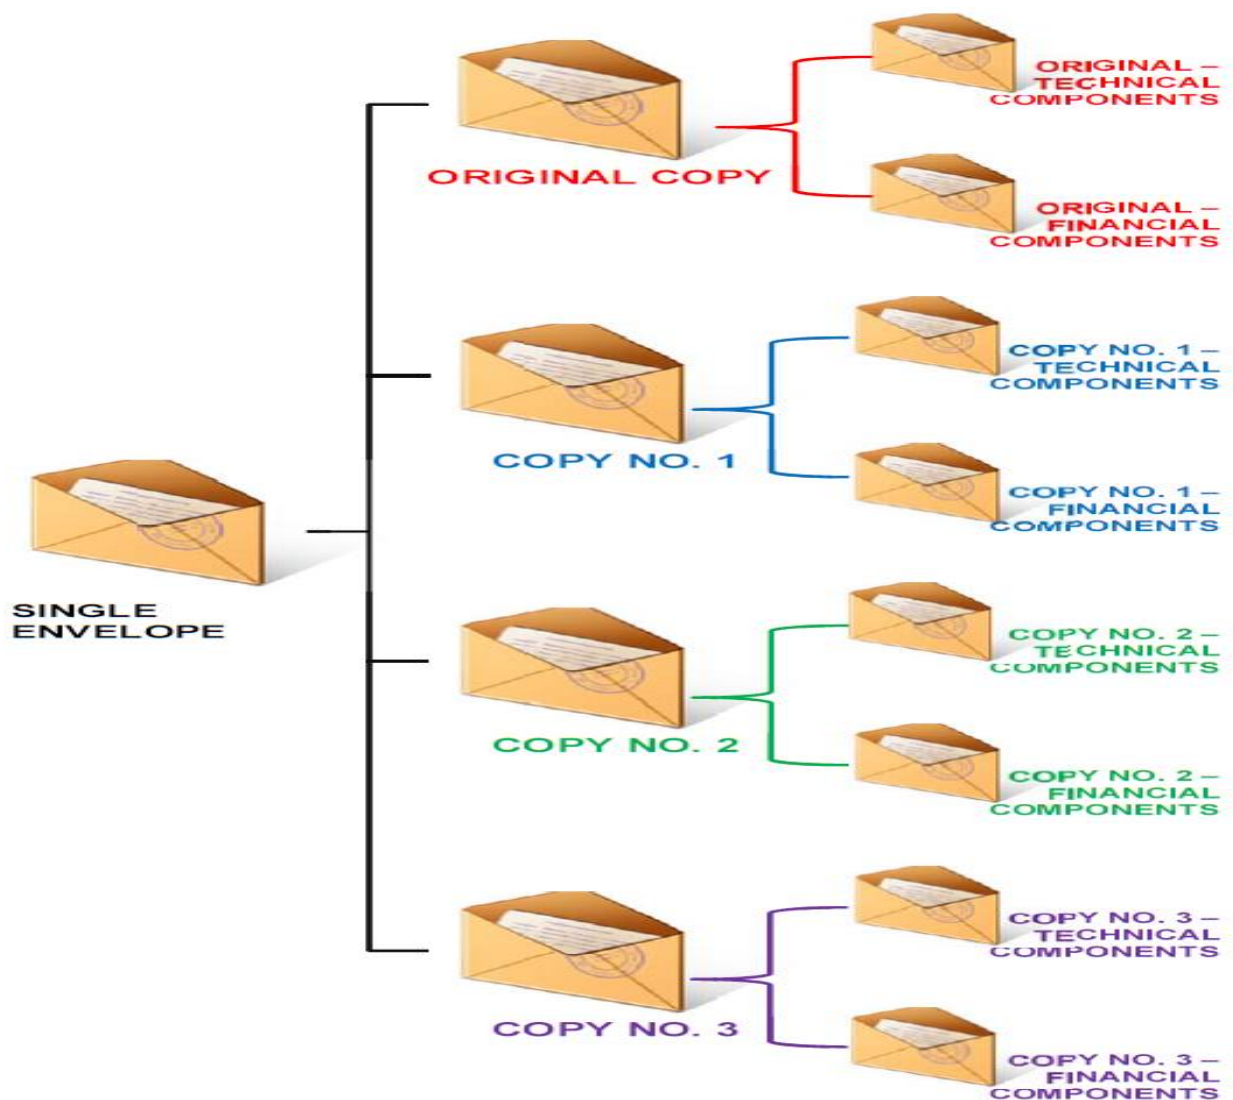 ORIGINAL –
TECHNICAL
COMPONENTS
ORIGINAL COPY
ORIGINAL –
FINANCIAL
COMPONENTS
COPY NO. 1 –
TECHNICAL
COMPONENTS
COPY NO. 1
COPY NO. 1 –
FINANCIAL
COMPONENTS
SINGLE
ENVELOPE
COPY NO. 2 –
TECHNICAL
COMPONENTS
COPY NO. 2
COPY NO. 2 –
FINANCIAL
COMPONENTS
COPY NO. 3 –
TECHNICAL
COMPONENTS
COPY NO. 3
COPY NO. 3 –
FINANCIAL
COMPONENTS